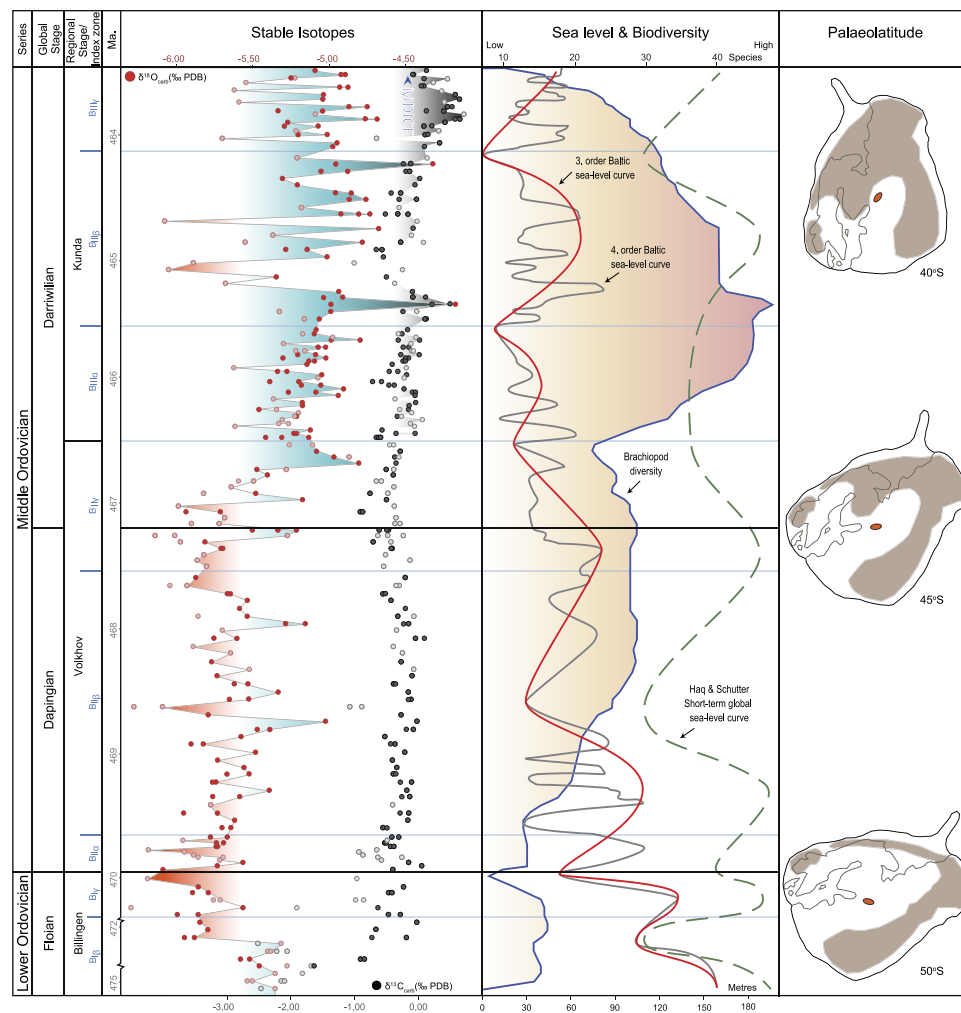 Series
Global
Stage
Regional
Stage/
Index zone
Ma.
Stable Isotopes
Sea level & Biodiversity
Palaeolatitude
-6,00
-5,50
-5,00
-4,50
Low
High
10
20
30
40
Species
δ¹⁸Ocarb(‰ PDB)
MDICE
3. order Baltic
sea-level curve
4. order Baltic
sea-level curve
Brachiopod
diversity
Haq & Schutter
Short-term global
sea-level curve
Middle Ordovician
Lower Ordovician
Darriwilian
Dapingian
Floian
Kunda
Volkhov
Billingen
BIIIγ
BIIIβ
BIIIα
BIIγ
BIIβ
BIIα
BIγ
BIβ
464
465
466
467
468
469
470
472
475
40°S
45°S
50°S
δ¹³Ccarb(‰ PDB)
Metres
-3,00
-2,00
-1,00
0,00
0
30
60
90
120
150
190